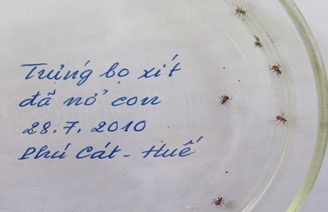 Trứng bọ xít
đã nở con
28.7.2010
Phú Cát - Huế